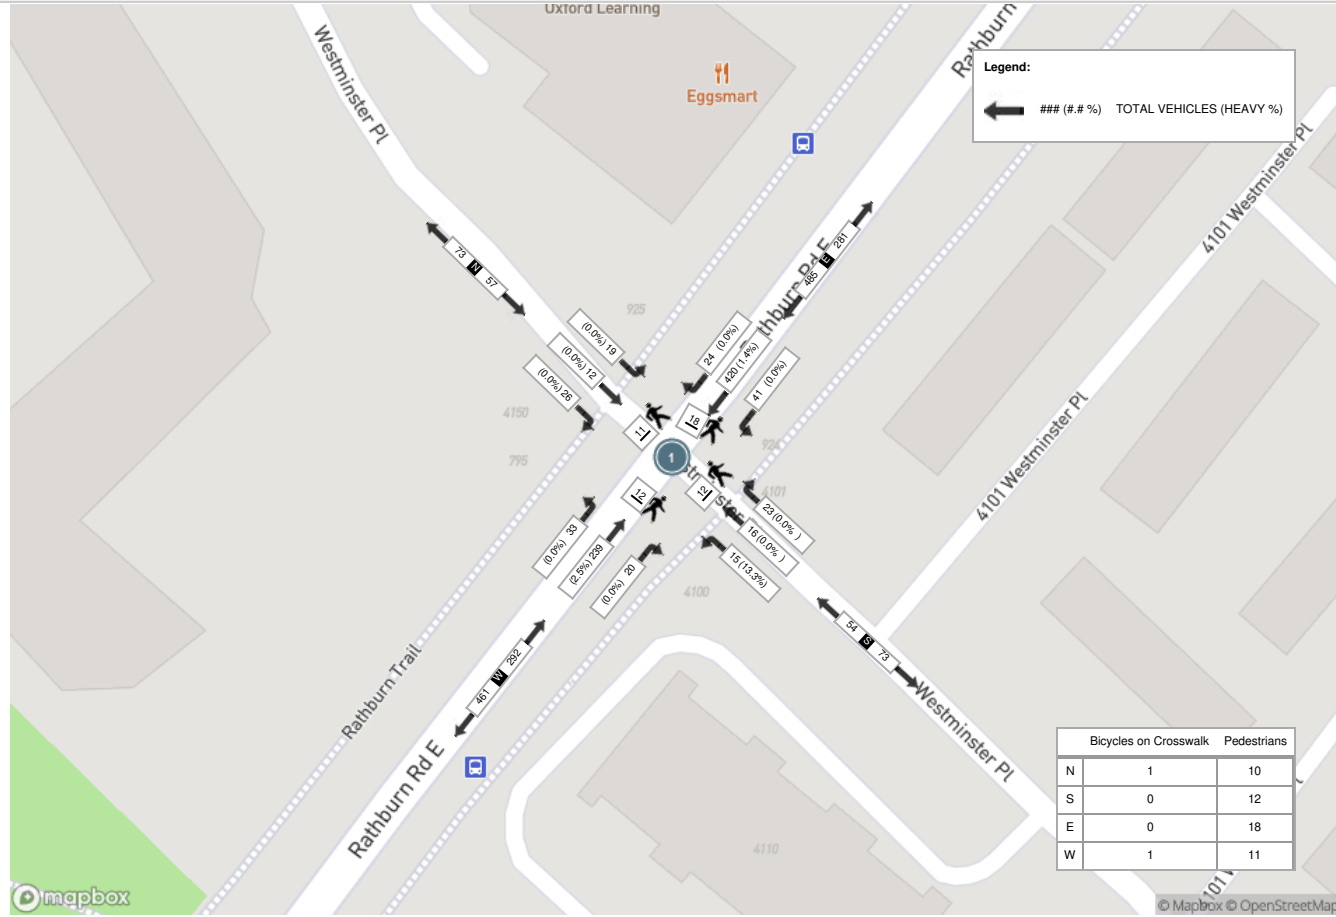 Oxford Learning
Westminster Pl
Eggsmart
Rathburn
Legend:
### (#.# %) TOTAL VEHICLES (HEAVY %)
4101 Westminster Pl
73 N 57
485 E 281
thburn Rd E
925
(0.0%) 19
(0.0%) 12
(0.0%) 26
24 (0.0%)
420 (1.4%)
41 (0.0%)
4150
795
11
18
924
1
12
12
4101
4101 Westminster Pl
23 (0.0% )
16 (0.0% )
15 (13.3%)
(0.0%) 33
(2.5%) 239
(0.0%) 20
4100
54 S 73
461 W 292
Rathburn Trail
Rathburn Rd E
Westminster Pl
4110
Bicycles on Crosswalk Pedestrians
N 1 10
S 0 12
E 0 18
W 1 11
mapbox
© Mapbox © OpenStreetMap